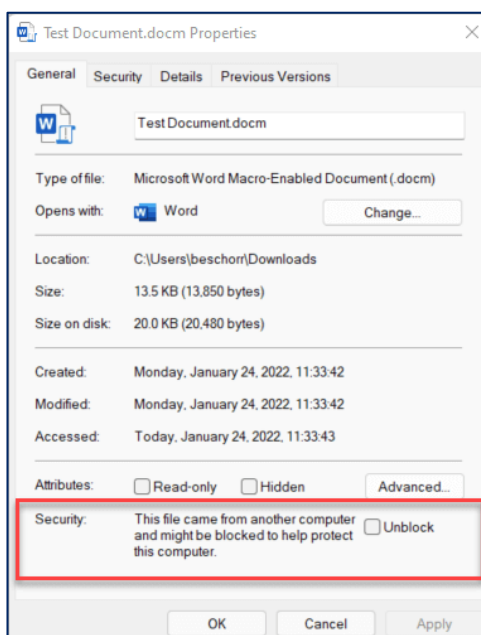 Test Document.docm Properties
General Security Details Previous Versions
Test Document.docm
Type of file: Microsoft Word Macro-Enabled Document (.docm)
Opens with: Word Change...
Location: C:\Users\beschorr\Downloads
Size: 13.5 KB (13,850 bytes)
Size on disk: 20.0 KB (20,480 bytes)
Created: Monday, January 24, 2022, 11:33:42
Modified: Monday, January 24, 2022, 11:33:42
Accessed: Today, January 24, 2022, 11:33:43
Attributes: Read-only Hidden Advanced...
Security: This file came from another computer Unblock
and might be blocked to help protect
this computer.
OK Cancel Apply